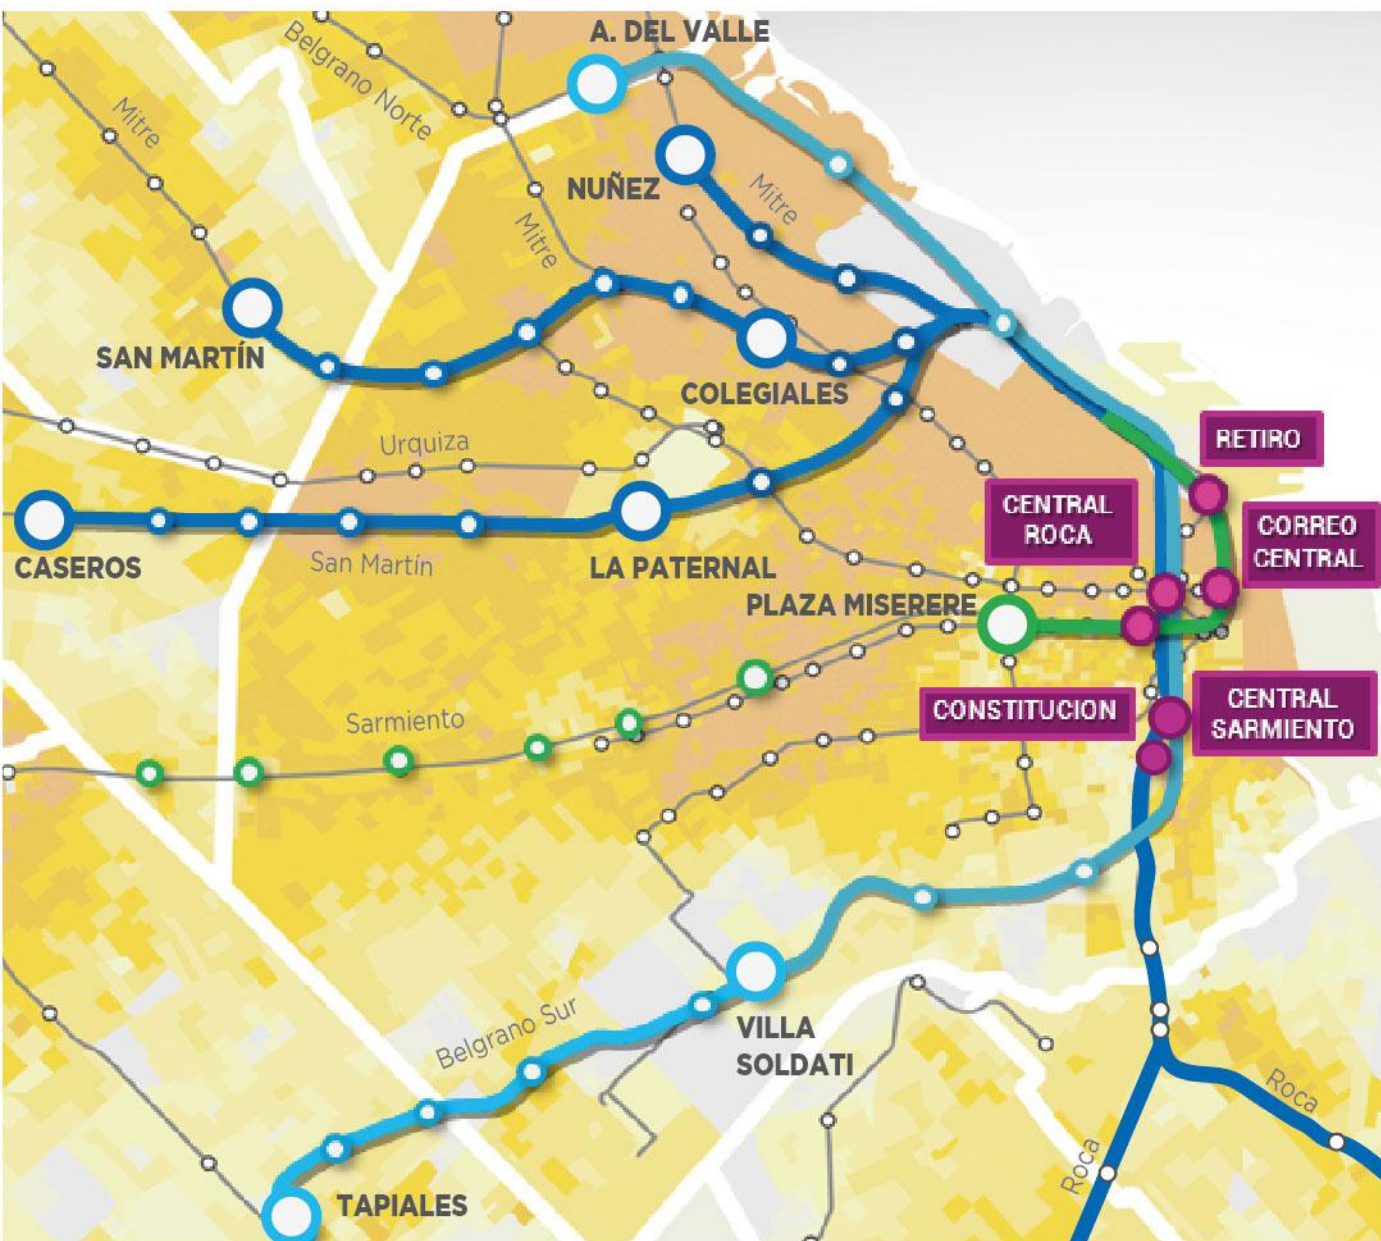 A. DEL VALLE
Belgrano Norte
Mitre
NUÑEZ
Mitre
Mitre
SAN MARTÍN
COLEGIALES
Urquiza
RETIRO
CENTRAL
ROCA
CORREO
CENTRAL
CASEROS
San Martín
LA PATERNAL
PLAZA MISERERE
Sarmiento
CONSTITUCION
CENTRAL
SARMIENTO
Belgrano Sur
VILLA
SOLDATI
Roca
Roca
TAPIALES